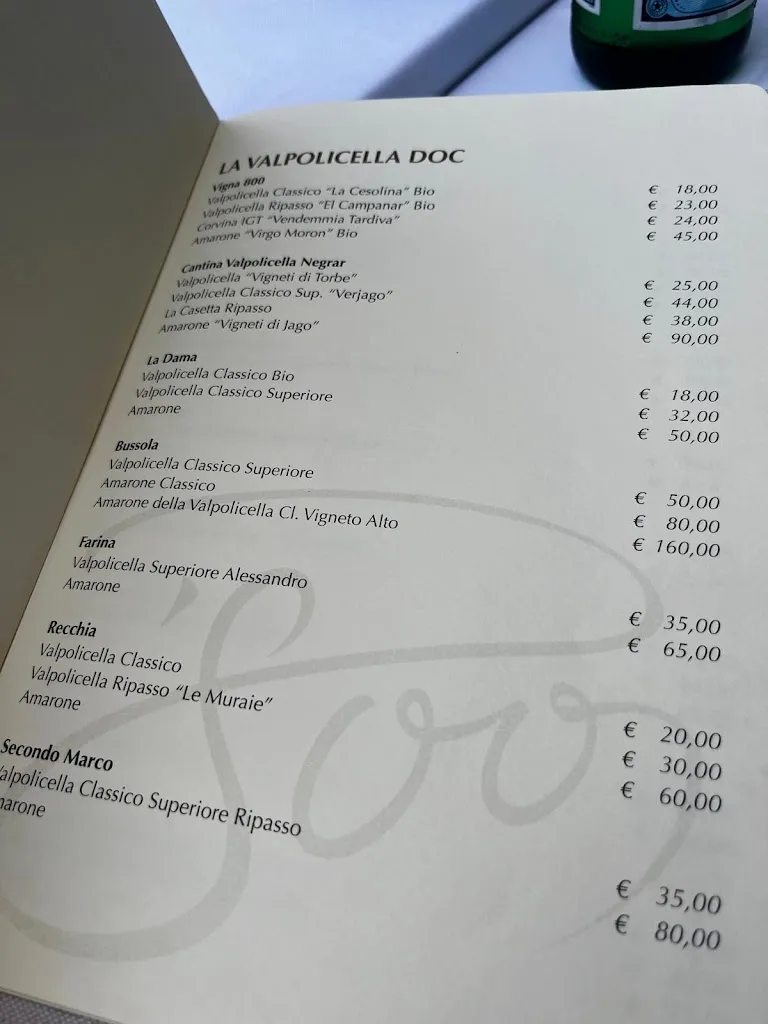 LA VALPOLICELLA DOC
Vigna 800
Valpolicella Classico "La Cesolina" Bio € 18,00
Valpolicella Ripasso "El Campanar" Bio € 23,00
Corvina IGT "Vendemmia Tardiva" € 24,00
Amarone "Virgo Moron" Bio € 45,00
Cantina Valpolicella Negrar
Valpolicella "Vigneti di Torbe" € 25,00
Valpolicella Classico Sup. "Verjago" € 44,00
La Casetta Ripasso € 38,00
Amarone "Vigneti di Jago" € 90,00
La Dama
Valpolicella Classico Bio € 18,00
Valpolicella Classico Superiore € 32,00
Amarone € 50,00
Bussola
Valpolicella Classico Superiore € 50,00
Amarone Classico € 80,00
Amarone della Valpolicella Cl. Vigneto Alto € 160,00
Farina
Valpolicella Superiore Alessandro € 35,00
Amarone € 65,00
Recchia
Valpolicella Classico € 20,00
Valpolicella Ripasso "Le Muraie" € 30,00
Amarone € 60,00
Secondo Marco
alpolicella Classico Superiore Ripasso € 35,00
marone € 80,00